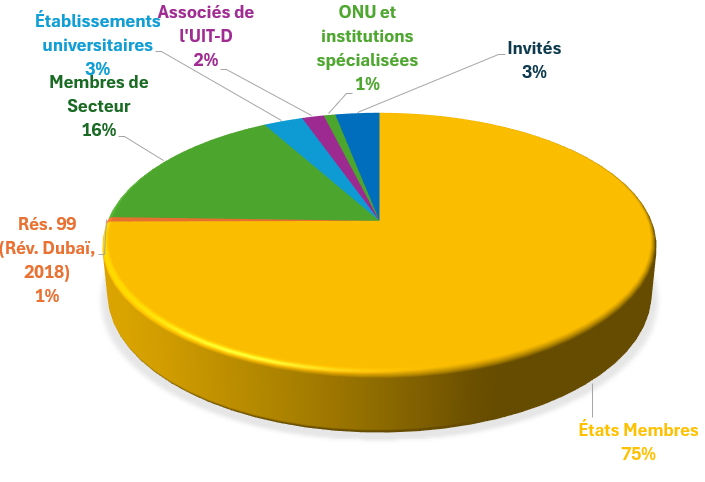 Établissements
universitaires
3%
Associés de
l'UIT-D
2%
ONU et
institutions
spécialisées
1%
Invités
3%
Membres de
Secteur
16%
Rés. 99
(Rév. Dubaï,
2018)
1%
États Membres
75%